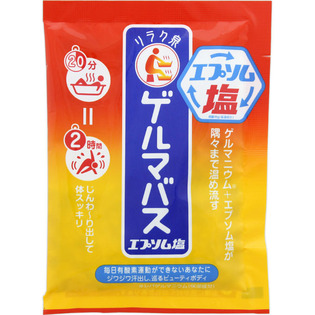 リラク泉
ゲルマバス
エプソム塩
20分
=
2時間
じんわ〜り出して
体スッキリ
エプソム
塩
ゲルマニウム+エプソム塩が
隅々まで温め流す
毎日有酸素運動ができないあなたに
ジワジワ汗出し、巡るビューティボディ